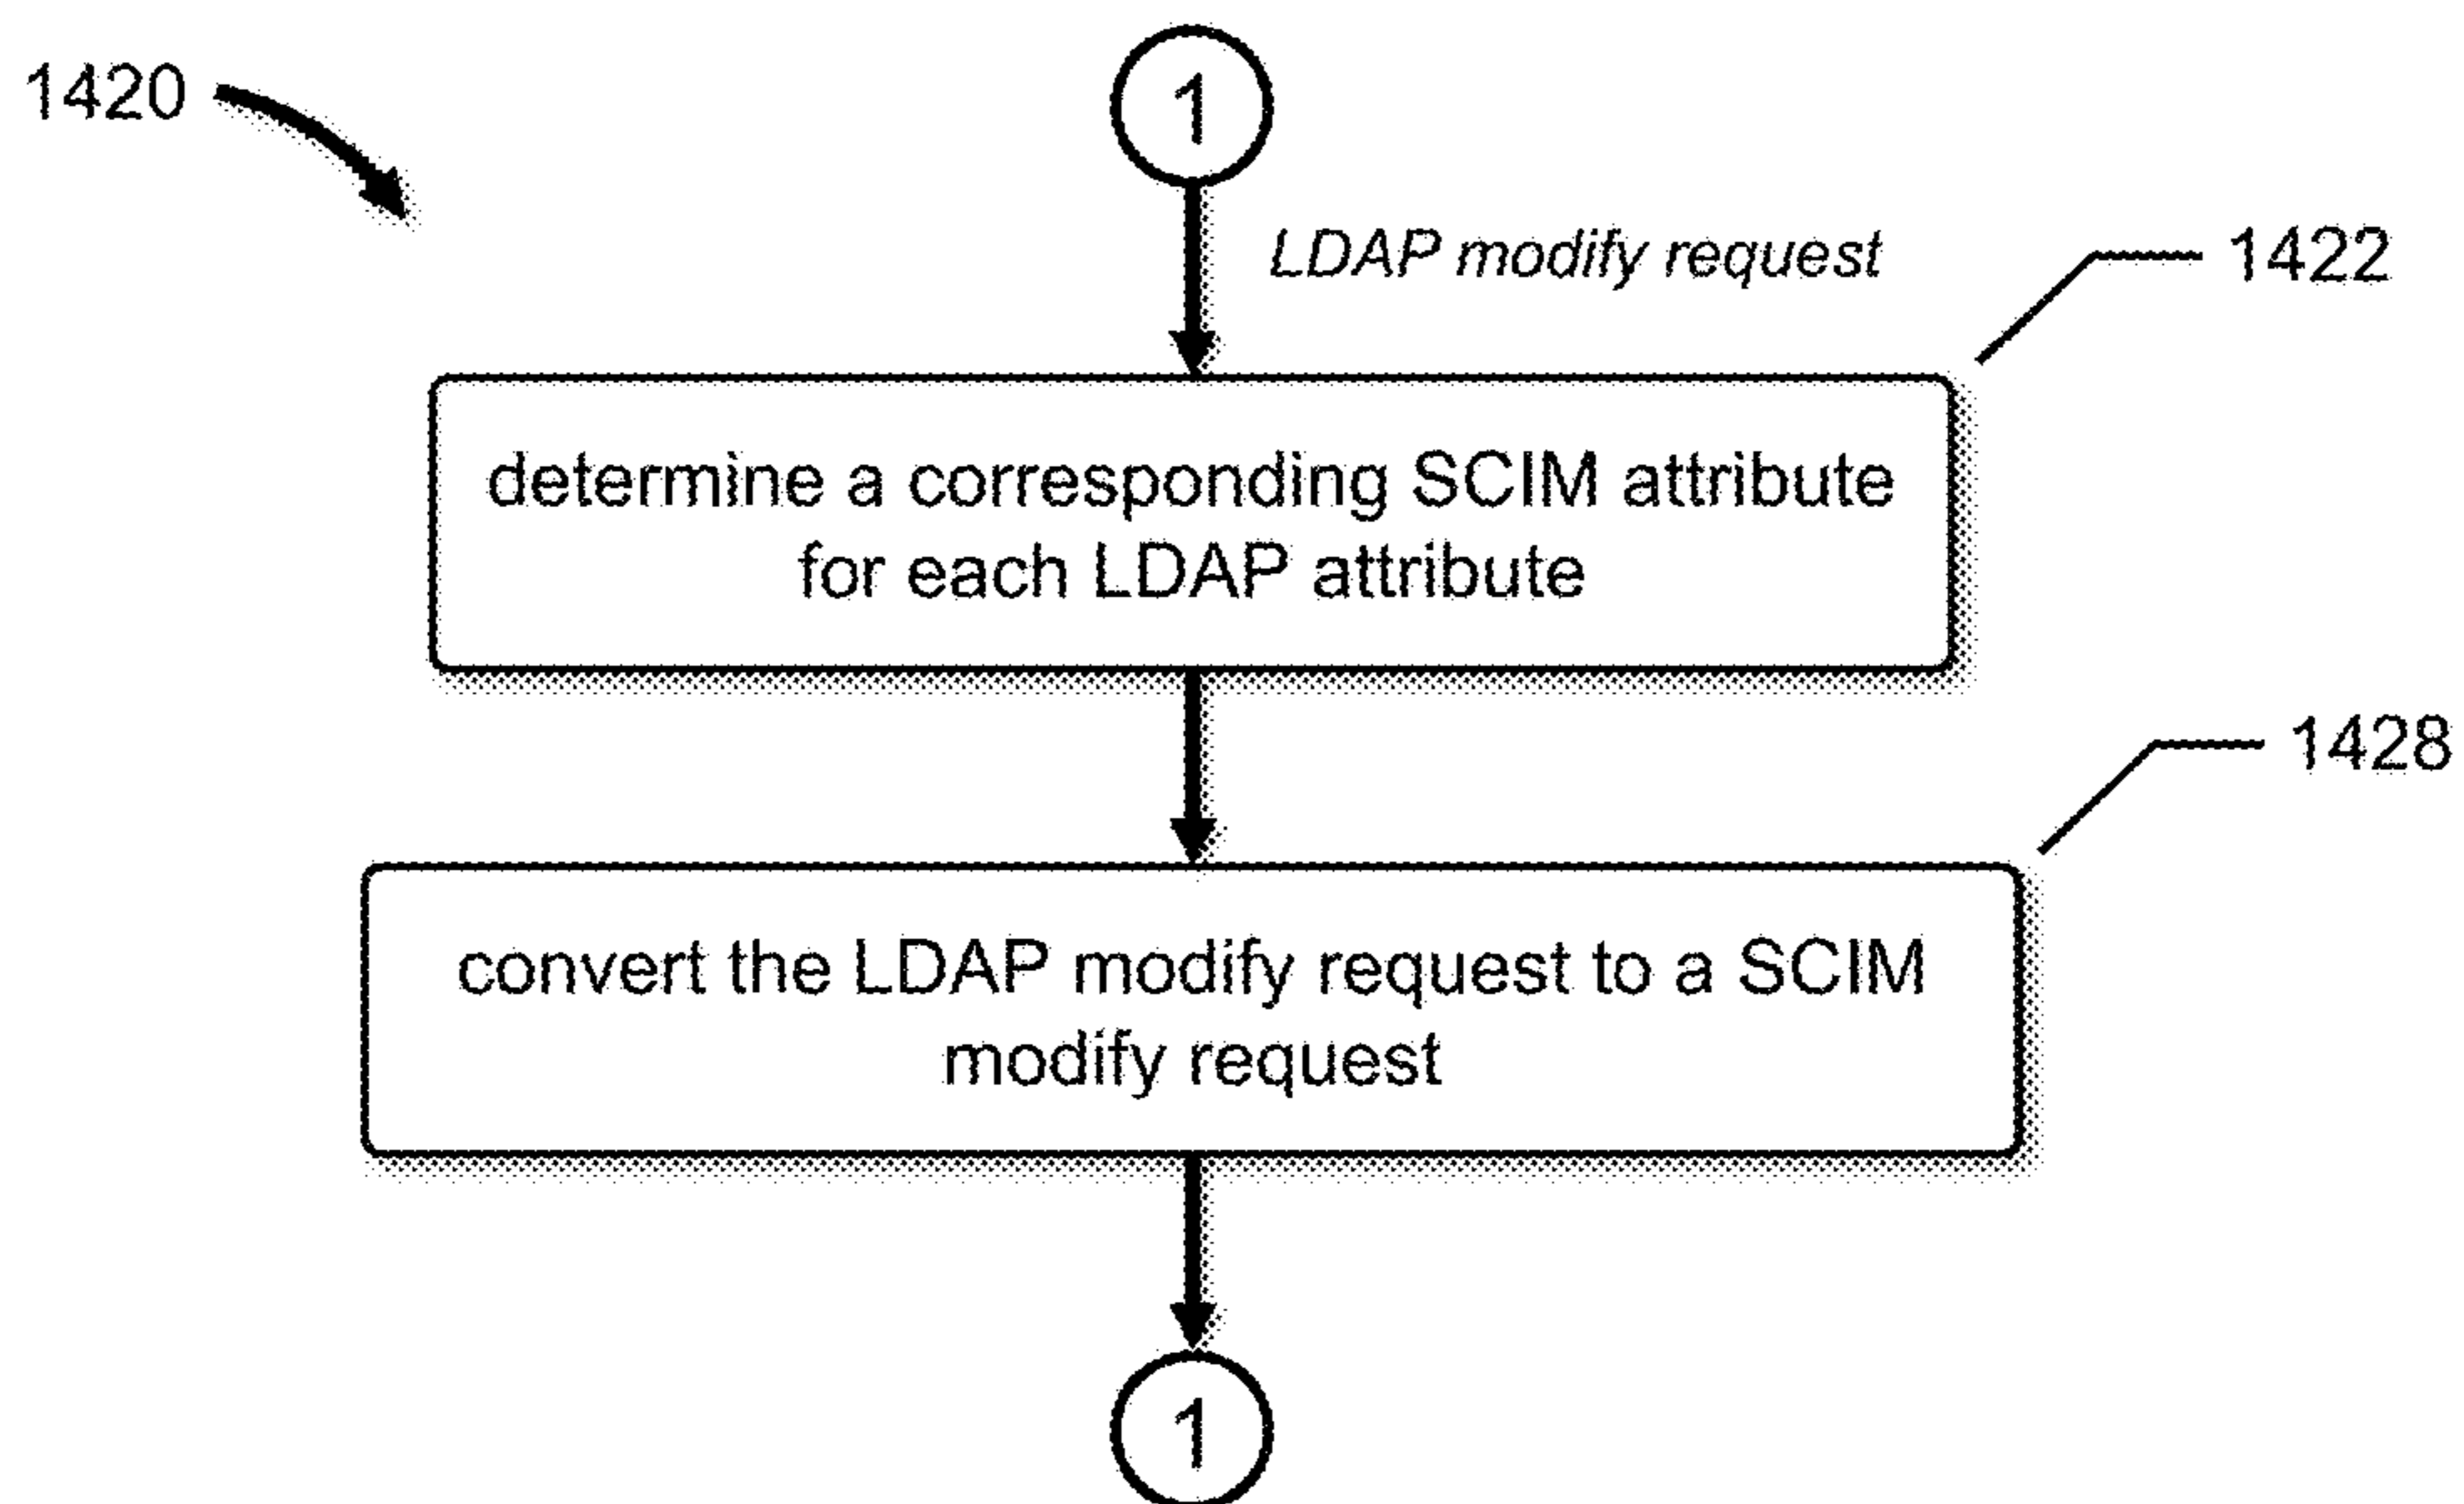 1420
1
LDAP modify request
1422
determine a corresponding SCIM attribute
for each LDAP attribute
1428
convert the LDAP modify request to a SCIM
modify request
1